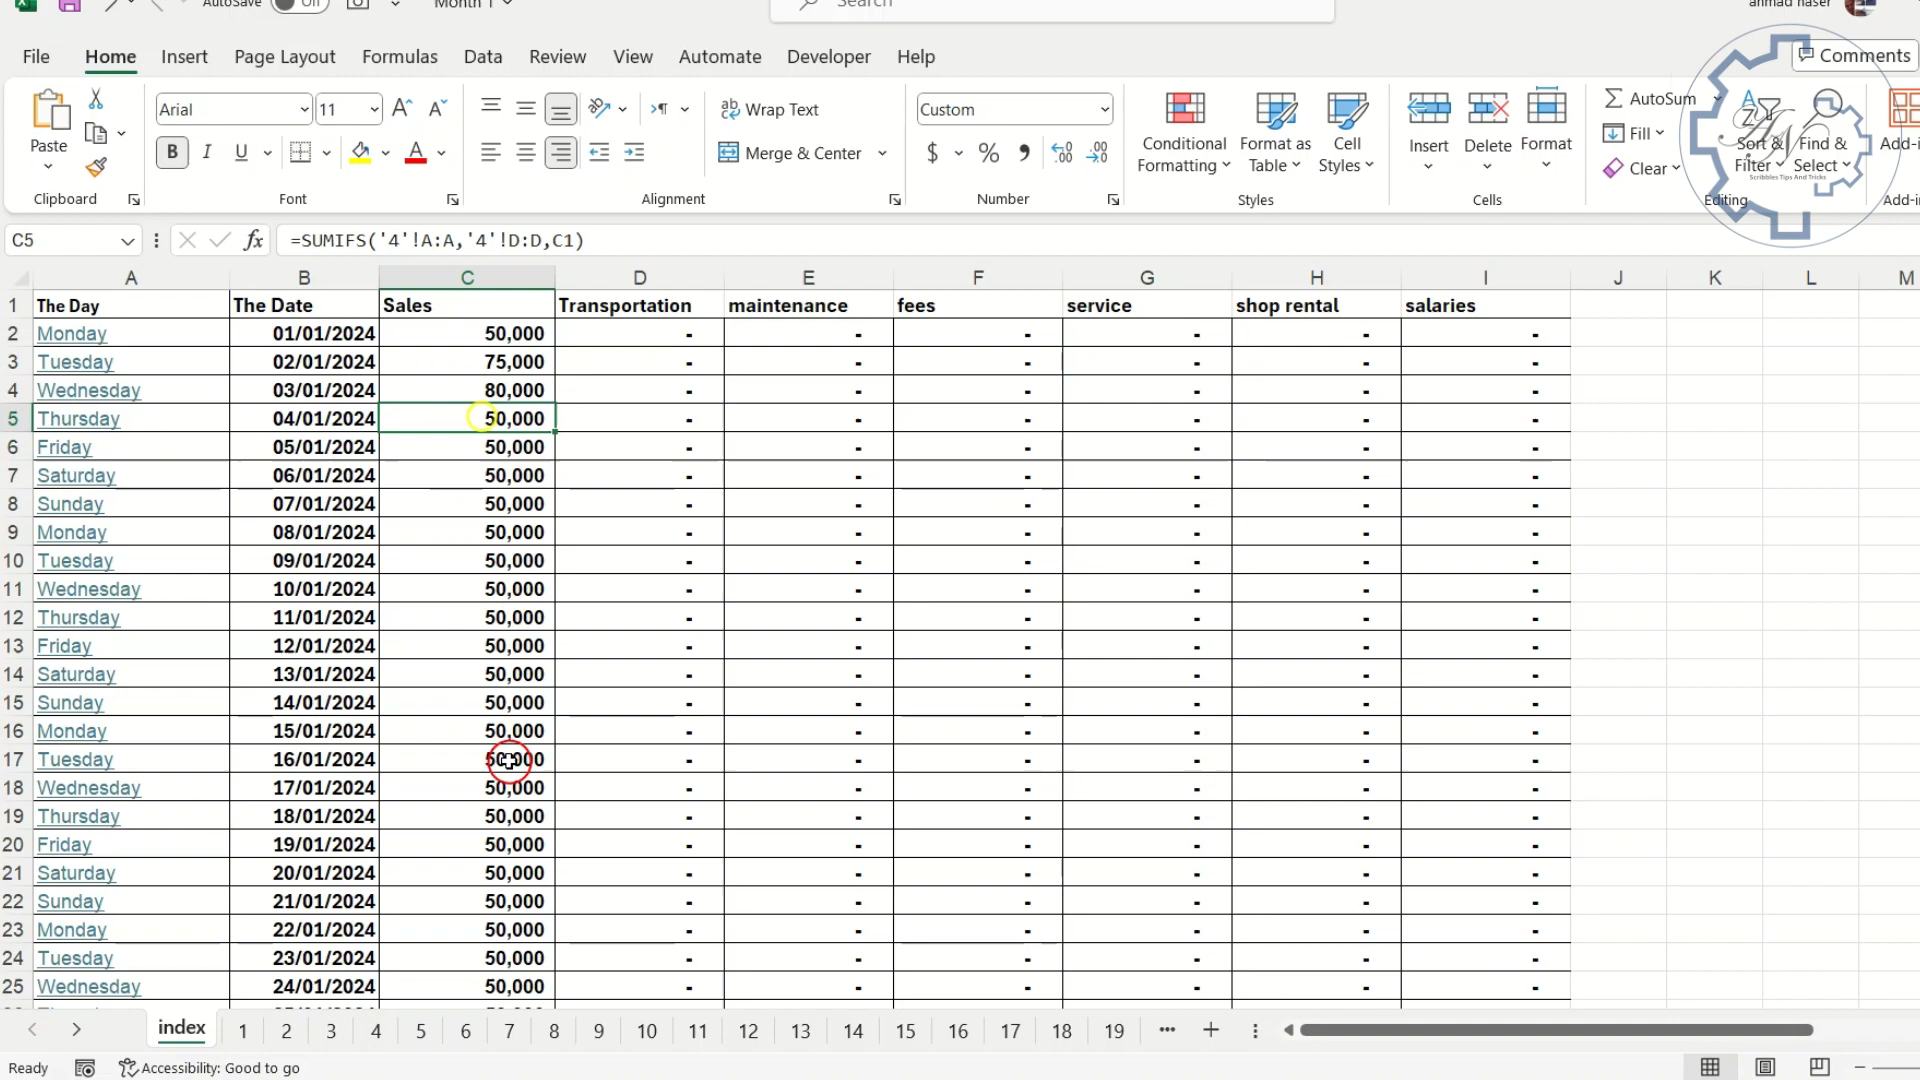 AutoSave Off Month 1 Search ahmad naser
File Home Insert Page Layout Formulas Data Review View Automate Developer Help Comments
Paste
Clipboard
Arial 11
B I U A
Font
Wrap Text
Merge & Center
Alignment
Custom
$ %
Number
Conditional Formatting
Format as Table
Cell Styles
Styles
Insert Delete Format
Cells
AutoSum
Fill
Clear
Sort & Filter
Find & Select
Editing
Scribbles Tips And Tricks
C5 fx =SUMIFS('4'!A:A,'4'!D:D,C1)
A B C D E F G H I J K L M
1 The Day The Date Sales Transportation maintenance fees service shop rental salaries
2 Monday 01/01/2024 50,000 - - - - - -
3 Tuesday 02/01/2024 75,000 - - - - - -
4 Wednesday 03/01/2024 80,000 - - - - - -
5 Thursday 04/01/2024 50,000 - - - - - -
6 Friday 05/01/2024 50,000 - - - - - -
7 Saturday 06/01/2024 50,000 - - - - - -
8 Sunday 07/01/2024 50,000 - - - - - -
9 Monday 08/01/2024 50,000 - - - - - -
10 Tuesday 09/01/2024 50,000 - - - - - -
11 Wednesday 10/01/2024 50,000 - - - - - -
12 Thursday 11/01/2024 50,000 - - - - - -
13 Friday 12/01/2024 50,000 - - - - - -
14 Saturday 13/01/2024 50,000 - - - - - -
15 Sunday 14/01/2024 50,000 - - - - - -
16 Monday 15/01/2024 50,000 - - - - - -
17 Tuesday 16/01/2024 50,000 - - - - - -
18 Wednesday 17/01/2024 50,000 - - - - - -
19 Thursday 18/01/2024 50,000 - - - - - -
20 Friday 19/01/2024 50,000 - - - - - -
21 Saturday 20/01/2024 50,000 - - - - - -
22 Sunday 21/01/2024 50,000 - - - - - -
23 Monday 22/01/2024 50,000 - - - - - -
24 Tuesday 23/01/2024 50,000 - - - - - -
25 Wednesday 24/01/2024 50,000 - - - - - -
index 1 2 3 4 5 6 7 8 9 10 11 12 13 14 15 16 17 18 19 ...
Ready Accessibility: Good to go